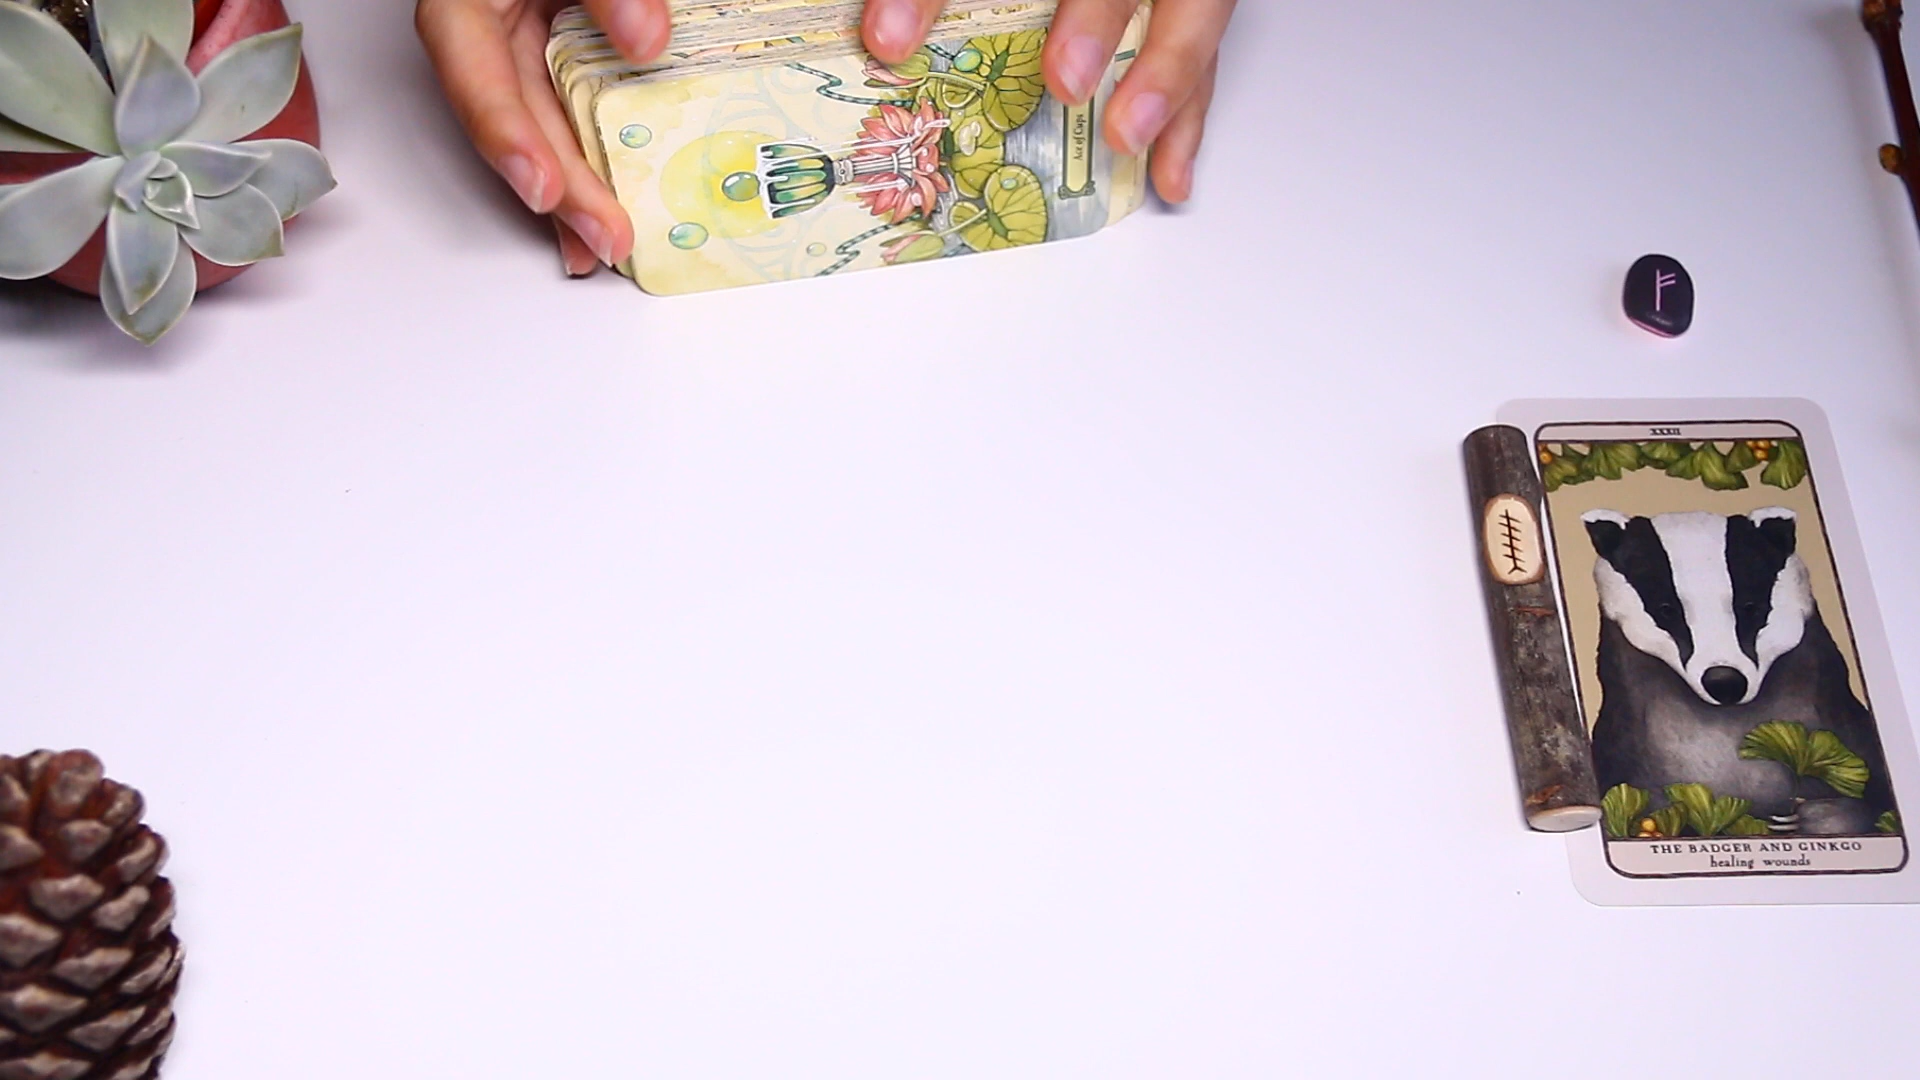 Ace of Cups
ᚠ
XXXII
THE BADGER AND GINKGO
healing wounds